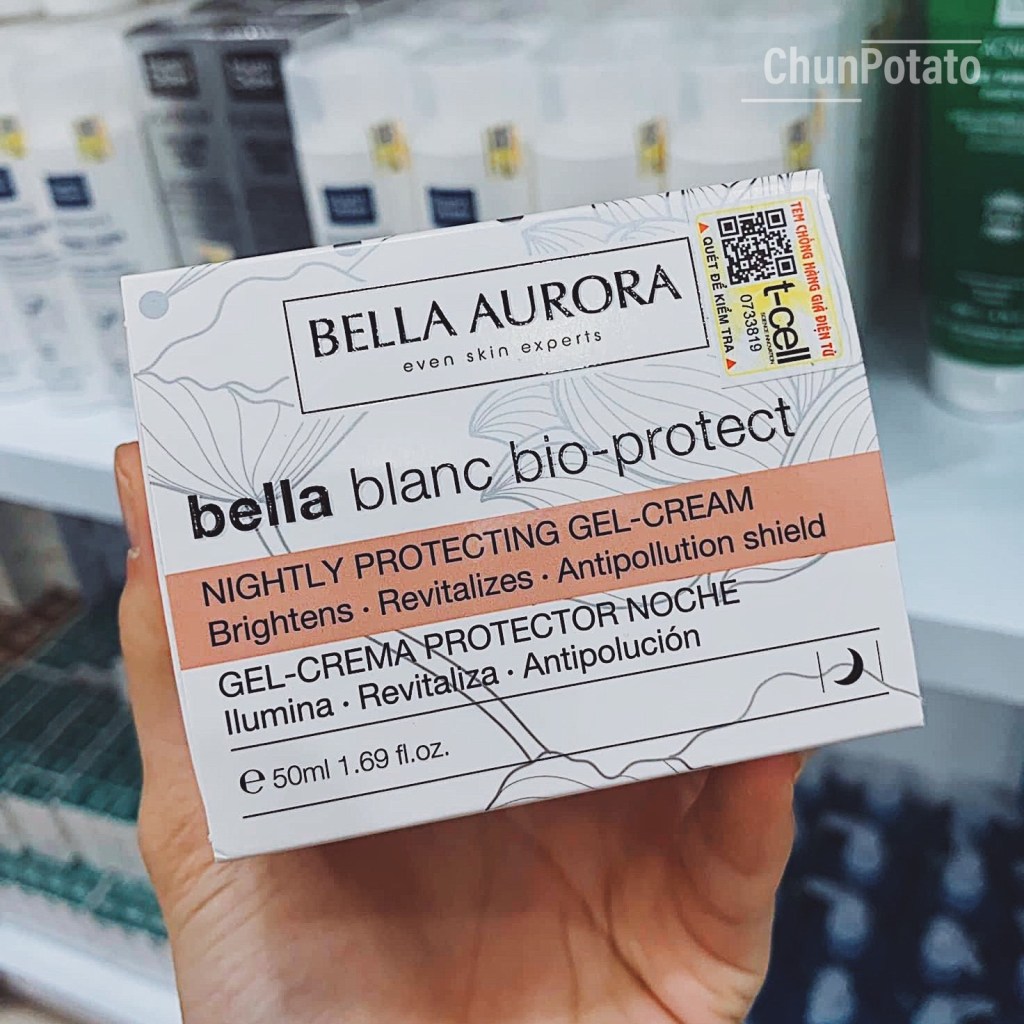 ChunPotato
BELLA AURORA
even skin experts
TEM CHỐNG HÀNG GIẢ ĐIỆN TỬ
t-cell
SCIENCE INNOVATION
0733819
QUÉT ĐỂ KIỂM TRA
bella blanc bio-protect
NIGHTLY PROTECTING GEL-CREAM
Brightens · Revitalizes · Antipollution shield
GEL-CREMA PROTECTOR NOCHE
Ilumina · Revitaliza · Antipolución
e 50ml 1.69 fl.oz.